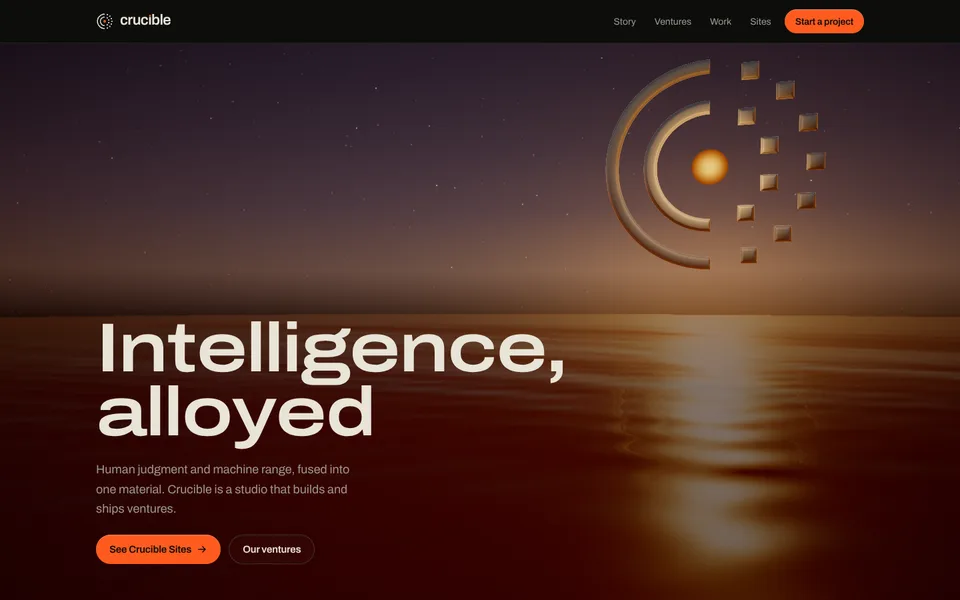 crucible
Story
Ventures
Work
Sites
Start a project
Intelligence,
alloyed
Human judgment and machine range, fused into
one material. Crucible is a studio that builds and
ships ventures.
See Crucible Sites →
Our ventures